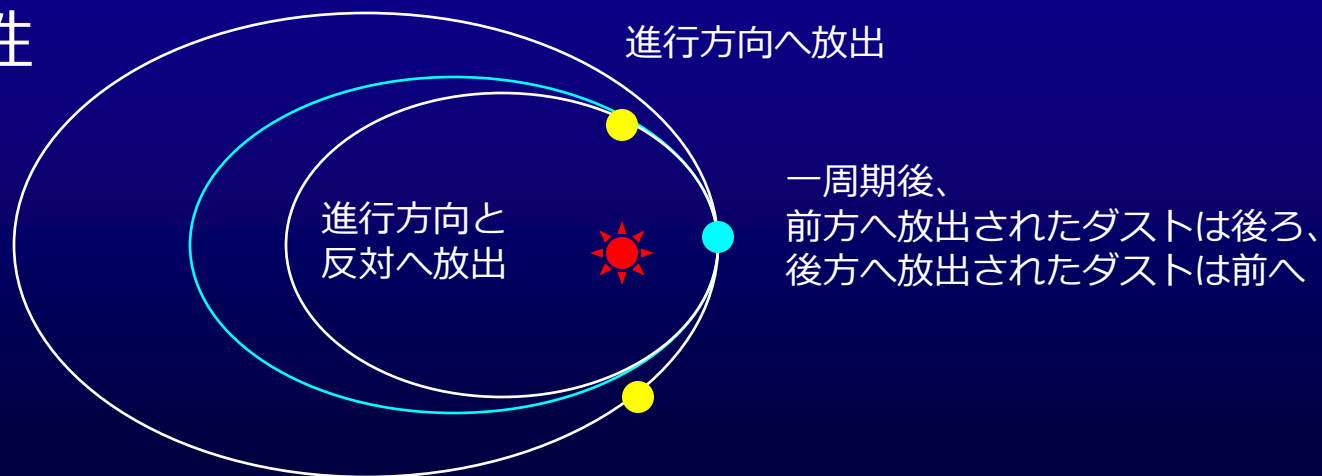 性
進行方向へ放出
一周期後、
前方へ放出されたダストは後ろ、
後方へ放出されたダストは前へ
進行方向と
反対へ放出